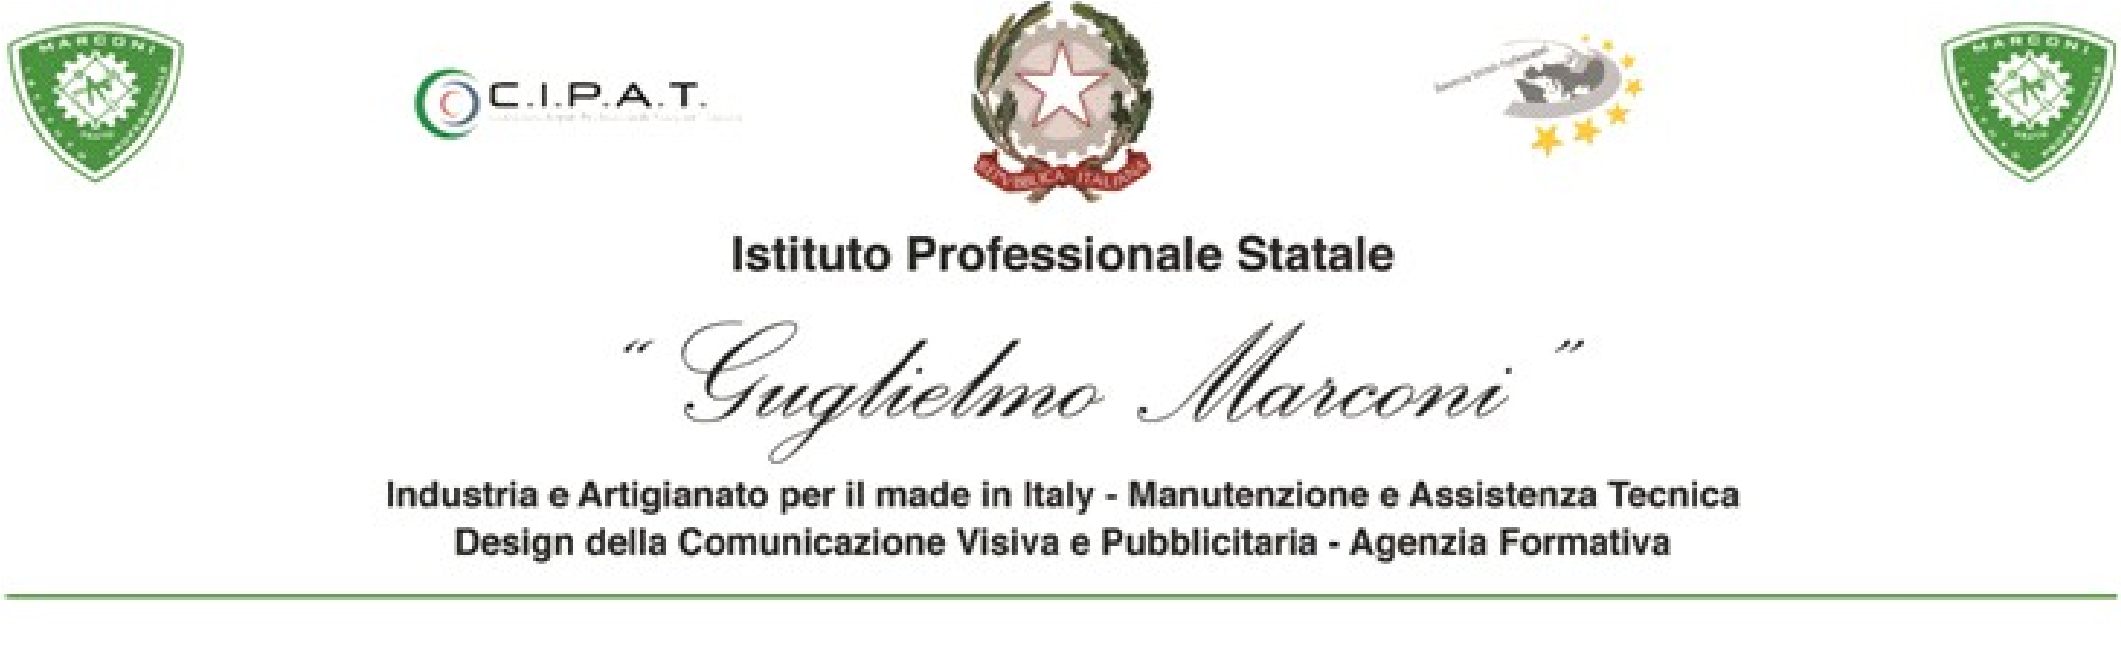 MARCONI
C.I.P.A.T.
REPVBBLICA ITALIANA
MARCONI
Istituto Professionale Statale
“ Guglielmo Marconi ”
Industria e Artigianato per il made in Italy - Manutenzione e Assistenza Tecnica
Design della Comunicazione Visiva e Pubblicitaria - Agenzia Formativa